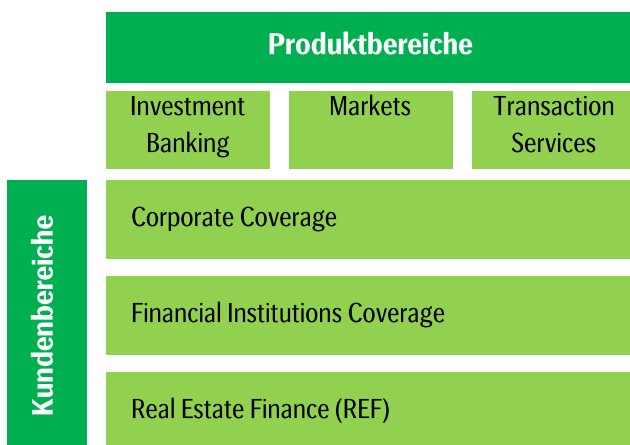 Produktbereiche
Investment
Banking
Markets
Transaction
Services
Kundenbereiche
Corporate Coverage
Financial Institutions Coverage
Real Estate Finance (REF)